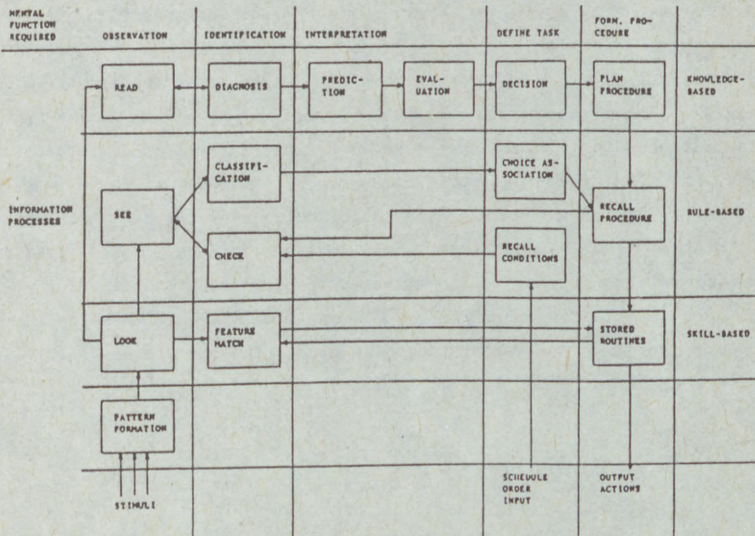 MENTAL
FUNCTION
REQUIRED
OBSERVATION
IDENTIFICATION
INTERPRETATION
DEFINE TASK
FORM, PRO-
CEDURE
READ
DIAGNOSIS
PREDIC-
TION
EVAL-
UATION
DECISION
PLAN
PROCEDURE
KNOWLEDGE-
BASED
INFORMATION
PROCESSES
SEE
CLASSIFI-
CATION
CHECK
CHOICE AS-
SOCIATION
RECALL
CONDITIONS
RECALL
PROCEDURE
RULE-BASED
LOOK
FEATURE
MATCH
STORED
ROUTINES
SKILL-BASED
PATTERN
FORMATION
STIMULI
SCHEDULE
ORDER
INPUT
OUTPUT
ACTIONS